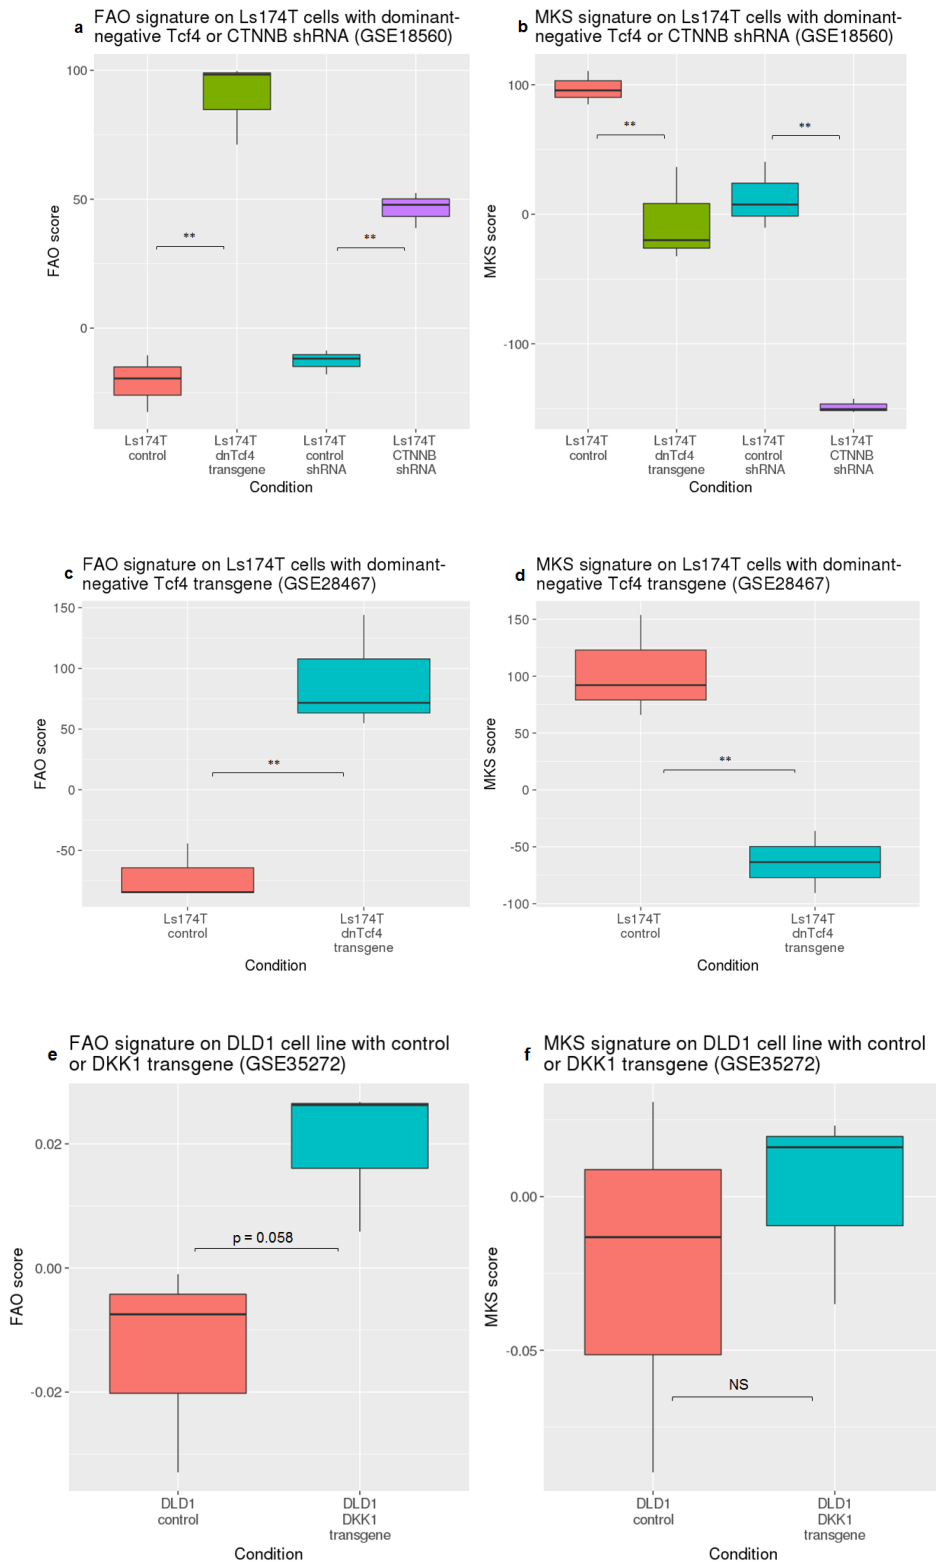 a
FAO signature on Ls174T cells with dominant-
negative Tcf4 or CTNNB shRNA (GSE18560)
100
50
0
FAO score
**
**
Ls174T
control
Ls174T
dnTcf4
transgene
Ls174T
control
shRNA
Ls174T
CTNNB
shRNA
Condition
b
MKS signature on Ls174T cells with dominant-
negative Tcf4 or CTNNB shRNA (GSE18560)
100
0
-100
MKS score
**
**
Ls174T
control
Ls174T
dnTcf4
transgene
Ls174T
control
shRNA
Ls174T
CTNNB
shRNA
Condition
c
FAO signature on Ls174T cells with dominant-
negative Tcf4 transgene (GSE28467)
150
100
50
0
-50
FAO score
**
Ls174T
control
Ls174T
dnTcf4
transgene
Condition
d
MKS signature on Ls174T cells with dominant-
negative Tcf4 transgene (GSE28467)
150
100
50
0
-50
-100
MKS score
**
Ls174T
control
Ls174T
dnTcf4
transgene
Condition
e
FAO signature on DLD1 cell line with control
or DKK1 transgene (GSE35272)
0.02
0.00
-0.02
FAO score
p = 0.058
DLD1
control
DLD1
DKK1
transgene
Condition
f
MKS signature on DLD1 cell line with control
or DKK1 transgene (GSE35272)
0.00
-0.05
MKS score
NS
DLD1
control
DLD1
DKK1
transgene
Condition